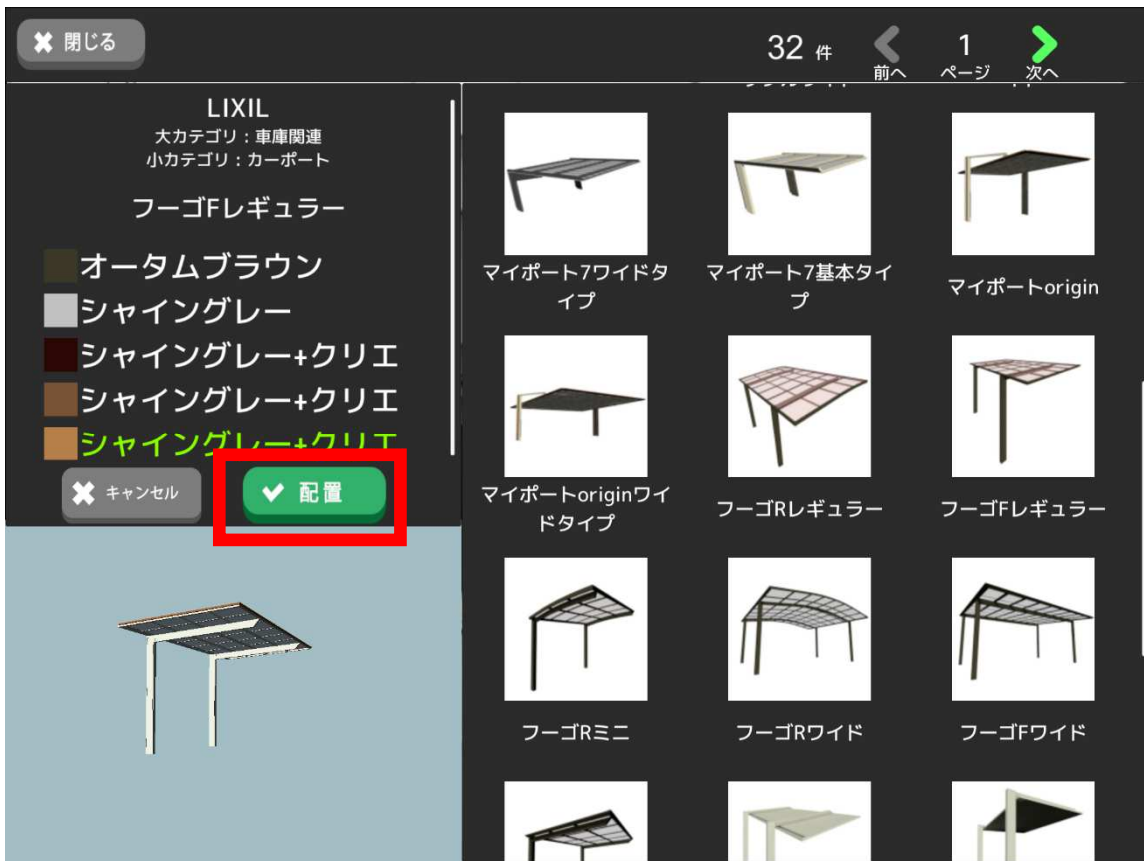 閉じる
32 件
前へ
1
ページ
次へ
LIXIL
大カテゴリ：車庫関連
小カテゴリ：カーポート
フーゴFレギュラー
オータムブラウン
シャイングレー
シャイングレー+クリエ
シャイングレー+クリエ
シャイングレー+クリエ
キャンセル
配置
マイポート7ワイドタ
イプ
マイポート7基本タイ
プ
マイポートorigin
マイポートoriginワイ
ドタイプ
フーゴRレギュラー
フーゴFレギュラー
フーゴRミニ
フーゴRワイド
フーゴFワイド